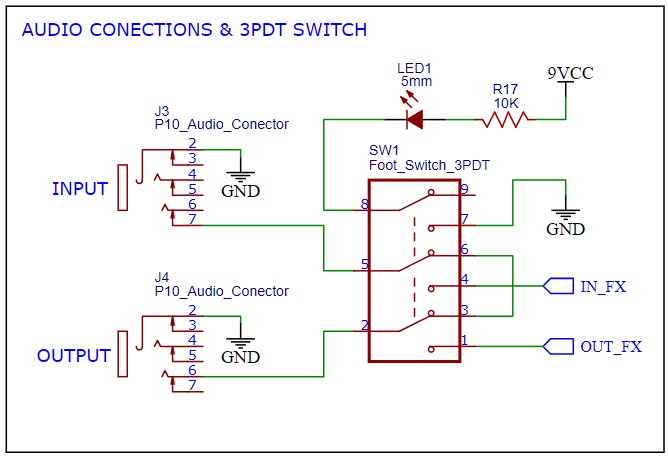 AUDIO CONECTIONS & 3PDT SWITCH
LED1
5mm
R17
10K
9VCC
J3
P10_Audio_Conector
INPUT
2
3
4
5
6
7
GND
SW1
Foot_Switch_3PDT
8
5
2
9
7
6
4
3
1
GND
IN_FX
OUT_FX
J4
P10_Audio_Conector
OUTPUT
2
3
4
5
6
7
GND